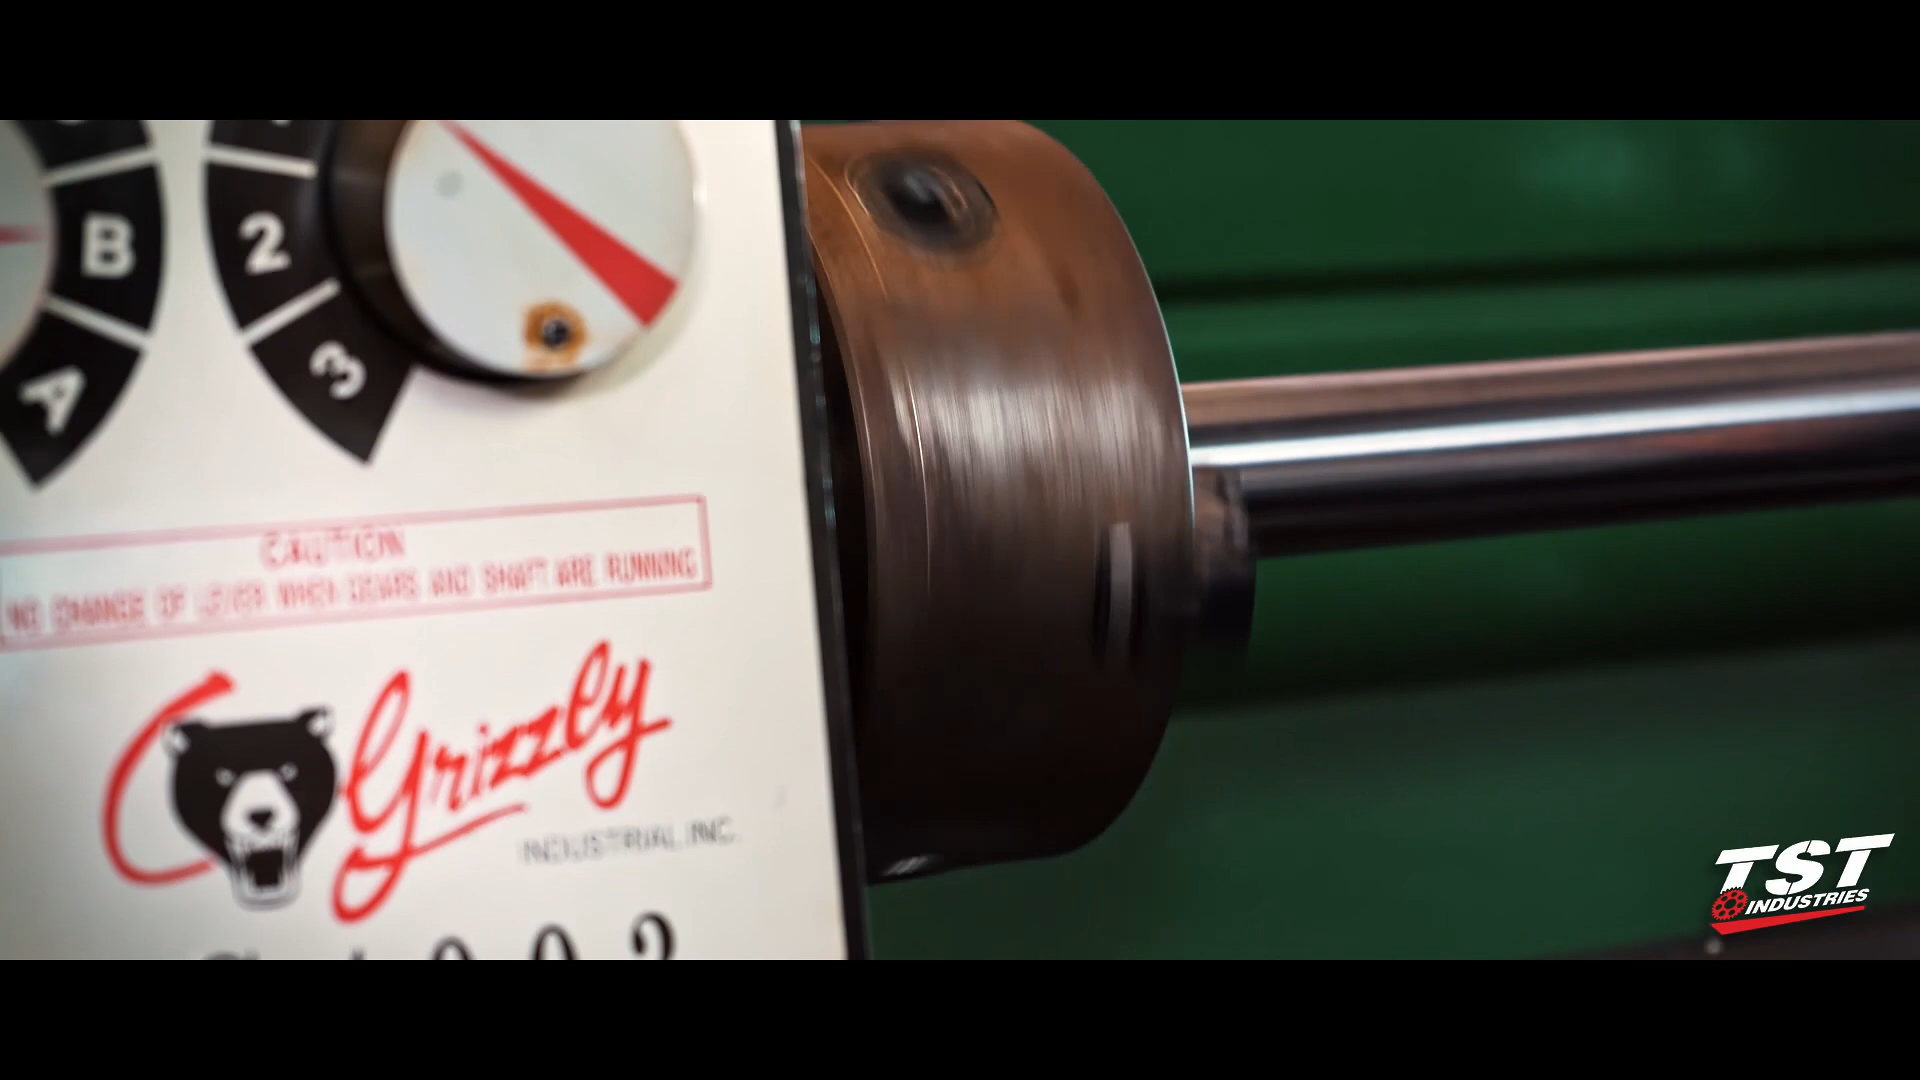 B
2
A
3
CAUTION
NO CHANGE OF LEVER WHEN GEARS AND SHAFT ARE RUNNING
Grizzly
INDUSTRIAL, INC.
TST
INDUSTRIES